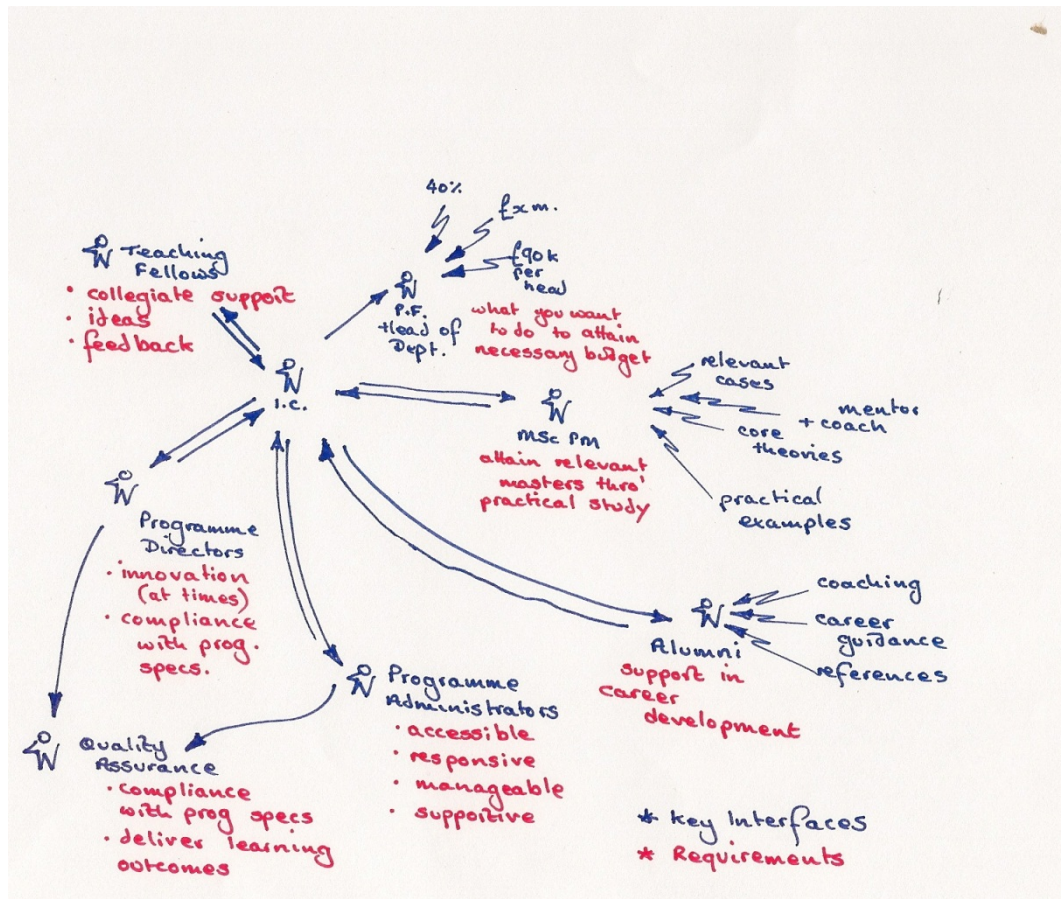 40%
£xm.
£90k
per
head
Teaching
Fellows
• collegiate support
• ideas
• feedback
P.F.
Head of
Dept.
what you want
to do to attain
necessary budget
I.C.
MSc PM
attain relevant
masters thro'
practical study
relevant
cases
mentor
+ coach
core
theories
practical
examples
Programme
Directors
• innovation
(at times)
• compliance
with prog.
specs.
Programme
Administrators
• accessible
• responsive
• manageable
• supportive
Alumni
support in
career
development
coaching
career
guidance
references
Quality
Assurance
• compliance
with prog specs
• deliver learning
outcomes
* Key Interfaces
* Requirements